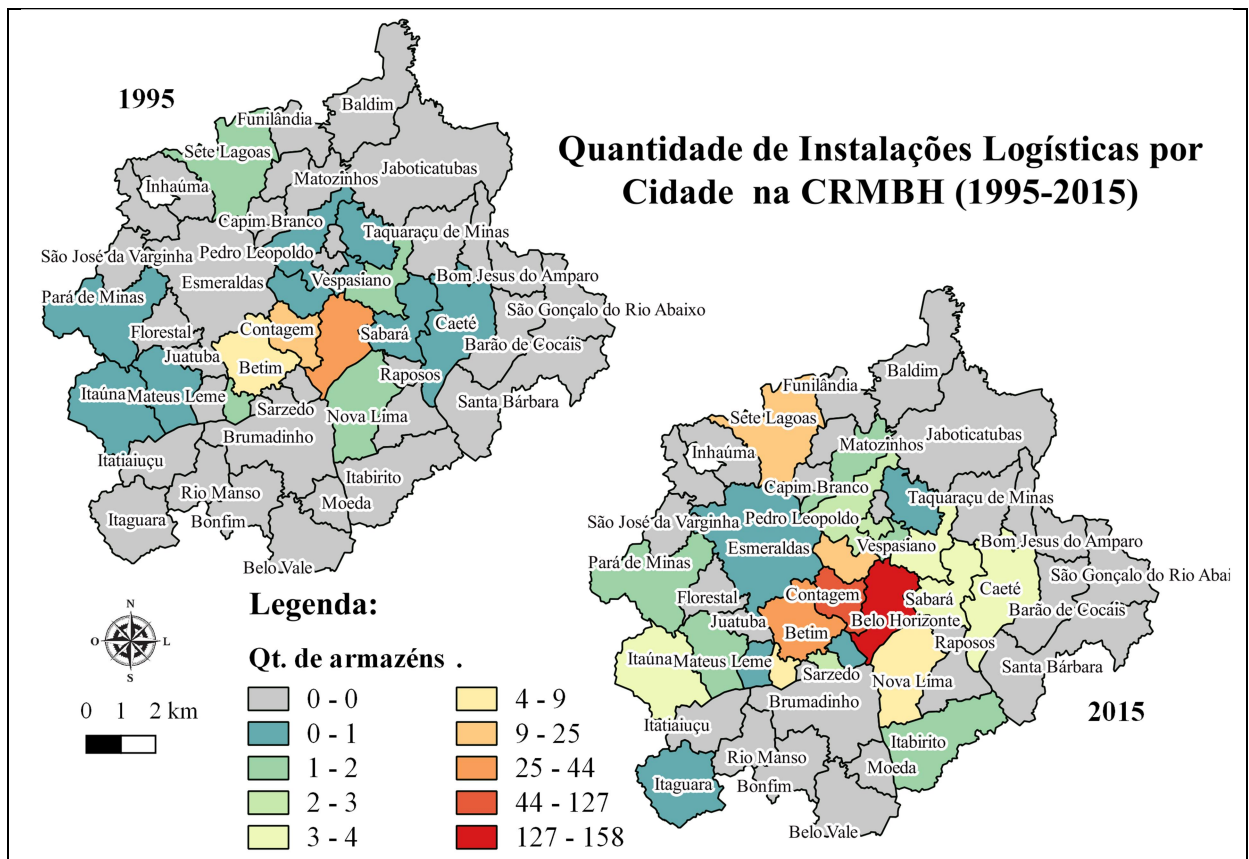 1995
Quantidade de Instalações Logísticas por
Cidade na CRMBH (1995-2015)
Baldim
Funilândia
Sête Lagoas
Jaboticatubas
Matozinhos
Inhaúma
Capim Branco
Taquaraçu de Minas
São José da Varginha
Pedro Leopoldo
Vespasiano
Bom Jesus do Amparo
Esmeraldas
Pará de Minas
São Gonçalo do Rio Abaixo
Florestal
Contagem
Sabará
Caeté
Barão de Cocáis
Juatuba
Betim
Raposos
Itaúna
Mateus Leme
Sarzedo
Nova Lima
Santa Bárbara
Brumadinho
Itatiaiuçu
Itabirito
Rio Manso
Moeda
Itaguara
Bonfim
Belo Vale
Baldim
Funilândia
Sête Lagoas
Jaboticatubas
Matozinhos
Inhaúma
Capim Branco
Taquaraçu de Minas
São José da Varginha
Pedro Leopoldo
Vespasiano
Bom Jesus do Amparo
Esmeraldas
Pará de Minas
São Gonçalo do Rio Abai
Florestal
Contagem
Sabará
Caeté
Barão de Cocáis
Juatuba
Betim
Belo Horizonte
Raposos
Itaúna
Mateus Leme
Sarzedo
Nova Lima
Santa Bárbara
Brumadinho
Itátiaiuçu
Itabirito
Rio Manso
Moeda
Itaguara
Bonfim
Belo Vale
2015
N
O
L
S
0 1 2 km
Legenda:
Qt. de armazéns .
0 - 0
0 - 1
1 - 2
2 - 3
3 - 4
4 - 9
9 - 25
25 - 44
44 - 127
127 - 158